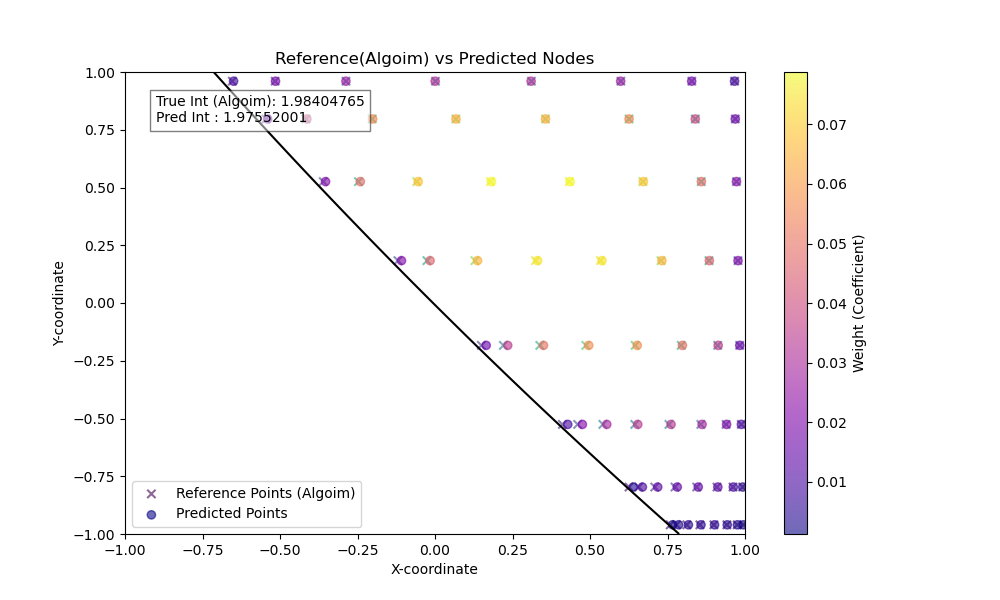 Reference(Algoim) vs Predicted Nodes
True Int (Algoim): 1.98404765
Pred Int : 1.97552001
1.00
0.75
0.50
0.25
0.00
−0.25
−0.50
−0.75
−1.00
Y-coordinate
Reference Points (Algoim)
Predicted Points
−1.00 −0.75 −0.50 −0.25 0.00 0.25 0.50 0.75 1.00
X-coordinate
0.07
0.06
0.05
0.04
0.03
0.02
0.01
Weight (Coefficient)